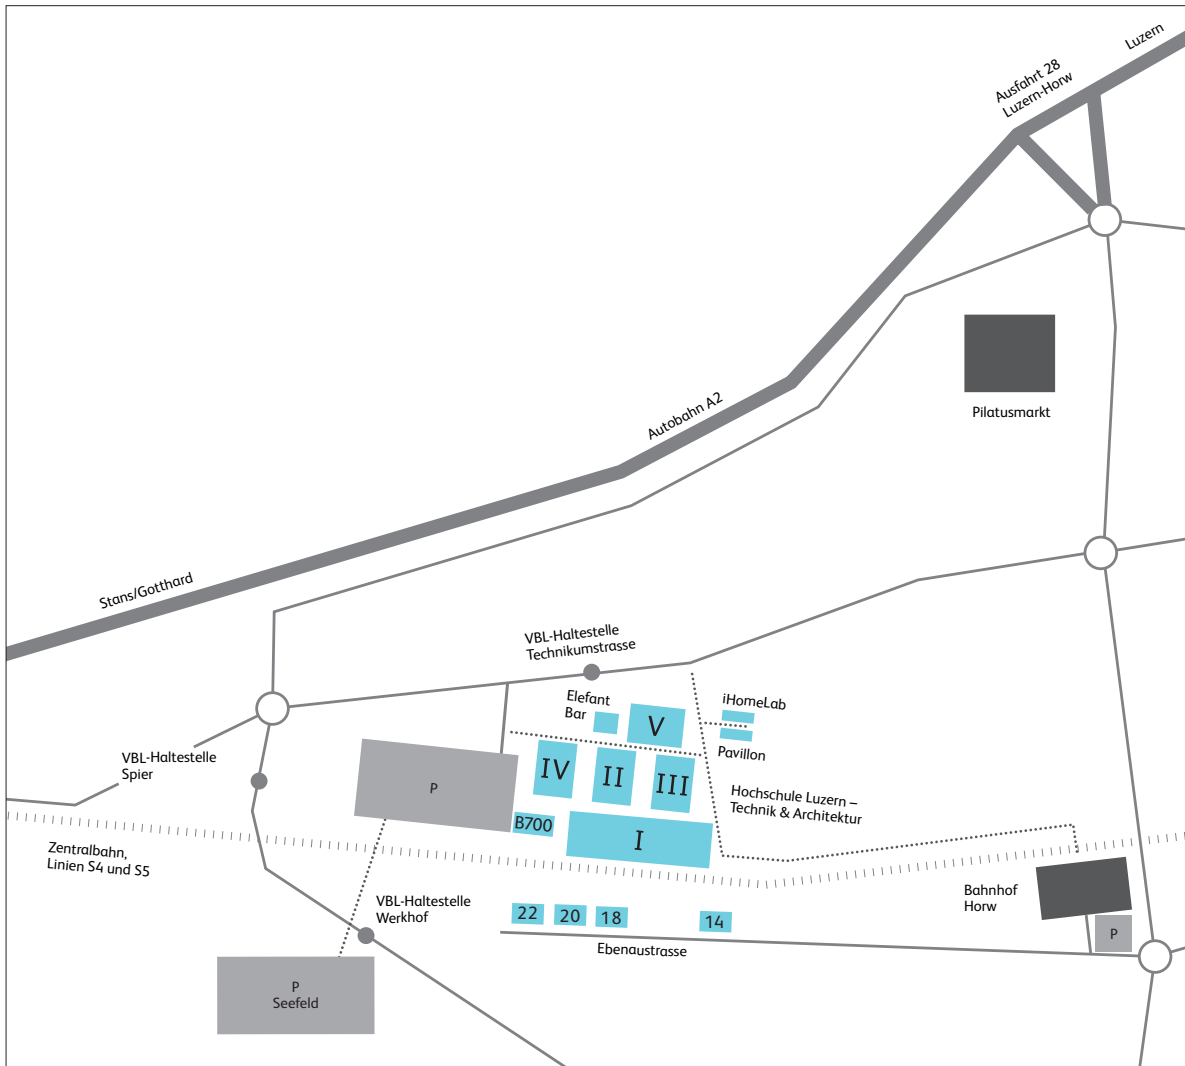 Luzern
Ausfahrt 28
Luzern-Horw
Autobahn A2
Pilatusmarkt
Stans/Gotthard
VBL-Haltestelle
Technikumstrasse
Elefant
Bar
V
iHomeLab
Pavillon
VBL-Haltestelle
Spier
P
IV
II
III
Hochschule Luzern –
Technik & Architektur
B700
I
Zentralbahn,
Linien S4 und S5
VBL-Haltestelle
Werkhof
22
20
18
14
Ebenaustrasse
Bahnhof
Horw
P
P
Seefeld